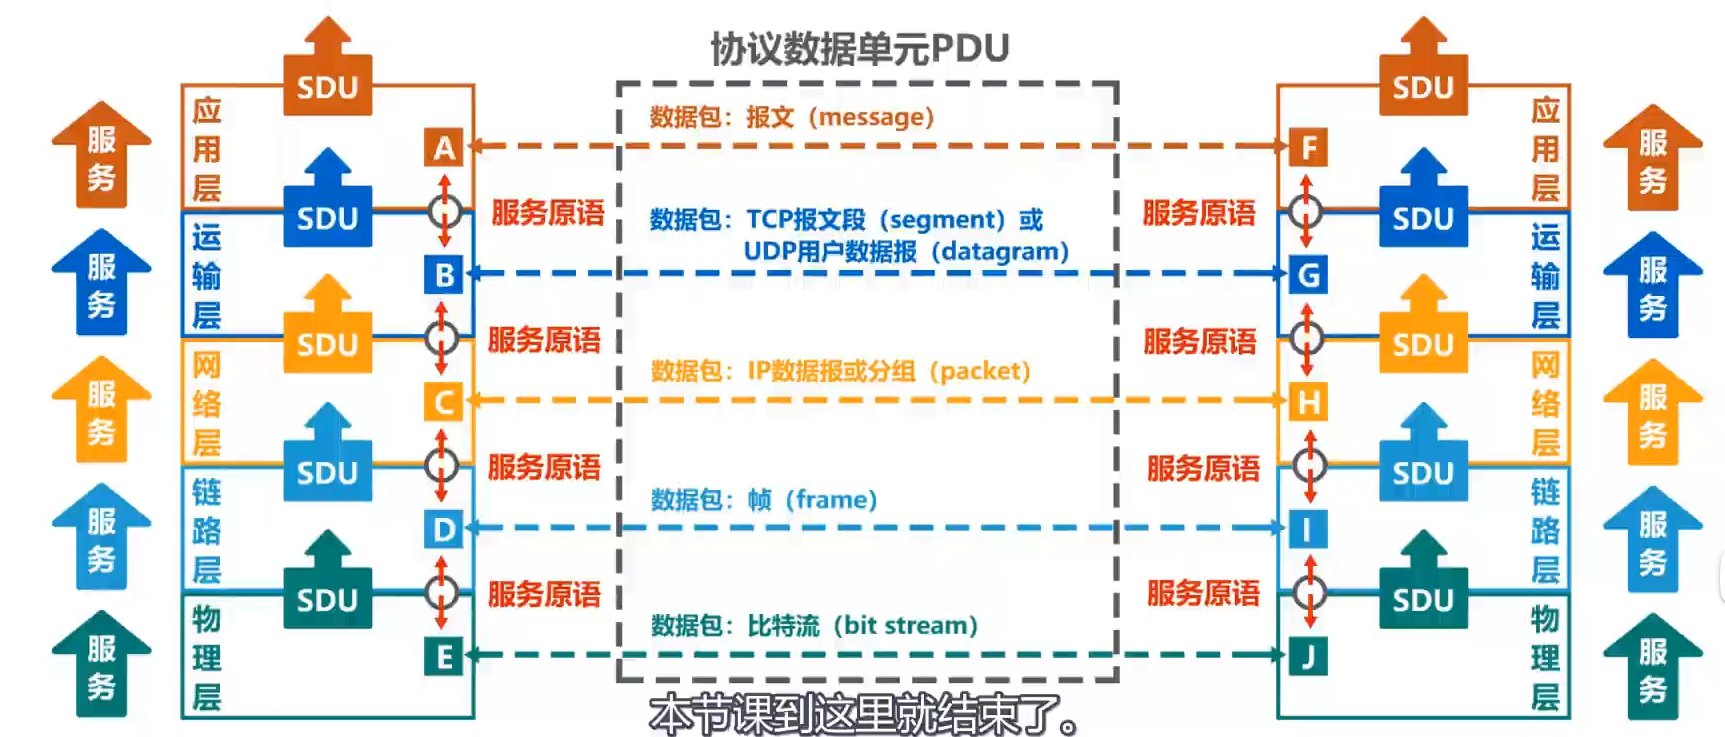 协议数据单元PDU
SDU
SDU
服务
应用层
数据包：报文（message）
应用层
服务
A
F
SDU
服务原语
数据包：TCP报文段（segment）或
UDP用户数据报（datagram）
服务原语
SDU
服务
运输层
B
G
运输层
服务
SDU
服务原语
服务原语
SDU
服务
网络层
数据包：IP数据报或分组（packet）
网络层
服务
C
H
SDU
服务原语
服务原语
SDU
服务
链路层
数据包：帧（frame）
链路层
服务
D
I
SDU
服务原语
服务原语
SDU
服务
物理层
数据包：比特流（bit stream）
物理层
服务
E
J
本节课到这里就结束了。